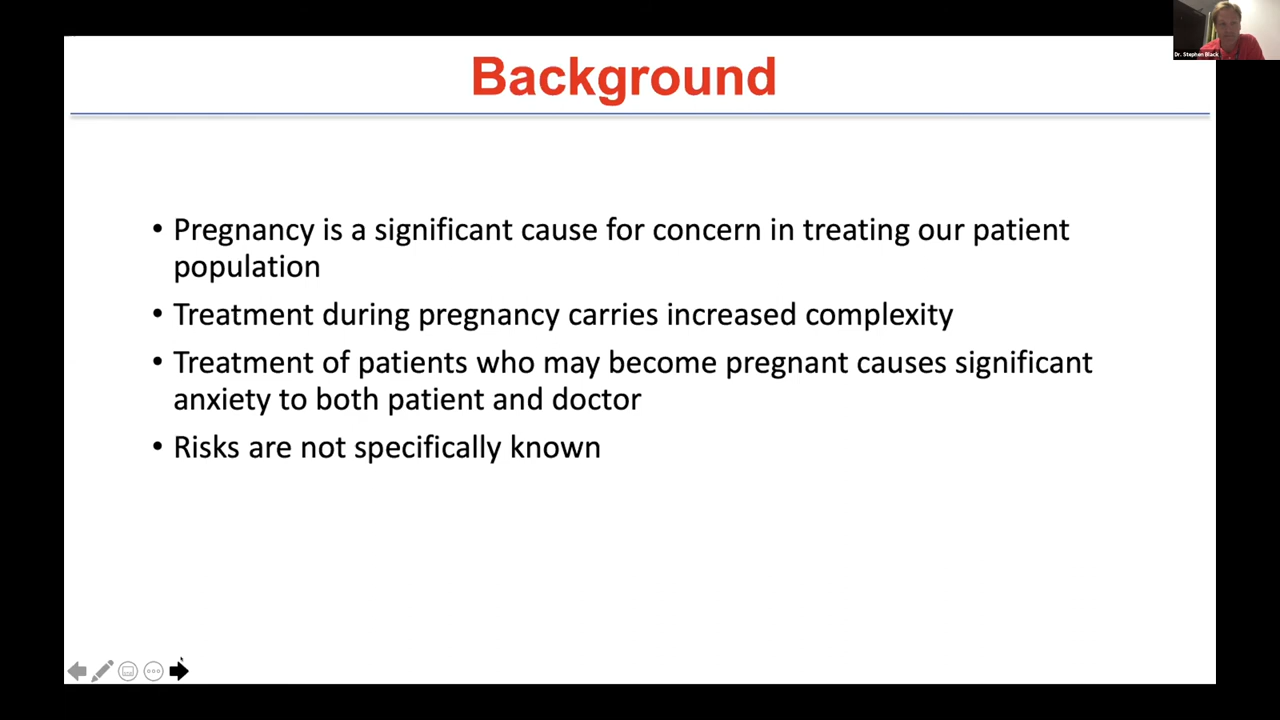 Dr. Stephen Black
Background
• Pregnancy is a significant cause for concern in treating our patient
population
• Treatment during pregnancy carries increased complexity
• Treatment of patients who may become pregnant causes significant
anxiety to both patient and doctor
• Risks are not specifically known